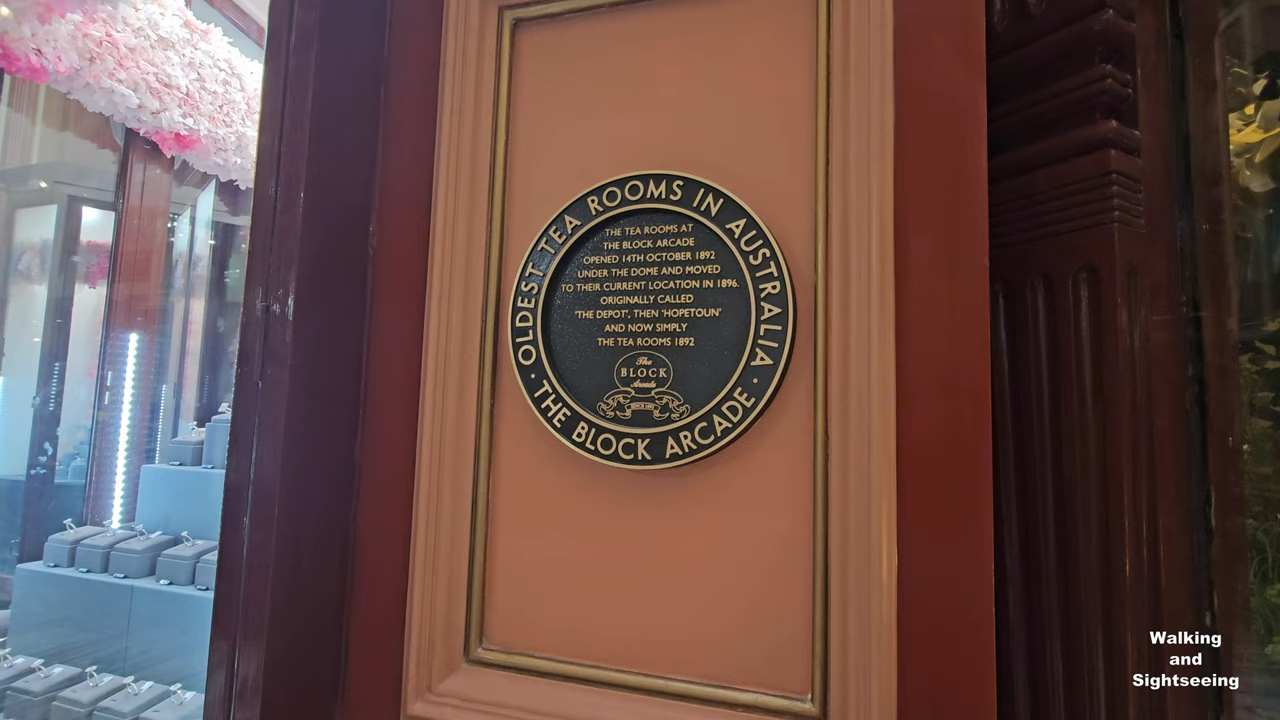 OLDEST TEA ROOMS IN AUSTRALIA
THE TEA ROOMS AT
THE BLOCK ARCADE
OPENED 14TH OCTOBER 1892
UNDER THE DOME AND MOVED
TO THEIR CURRENT LOCATION IN 1896.
ORIGINALLY CALLED
'THE DEPOT', THEN 'HOPETOUN'
AND NOW SIMPLY
THE TEA ROOMS 1892
The
BLOCK
Arcade
· THE BLOCK ARCADE ·
Walking
and
Sightseeing